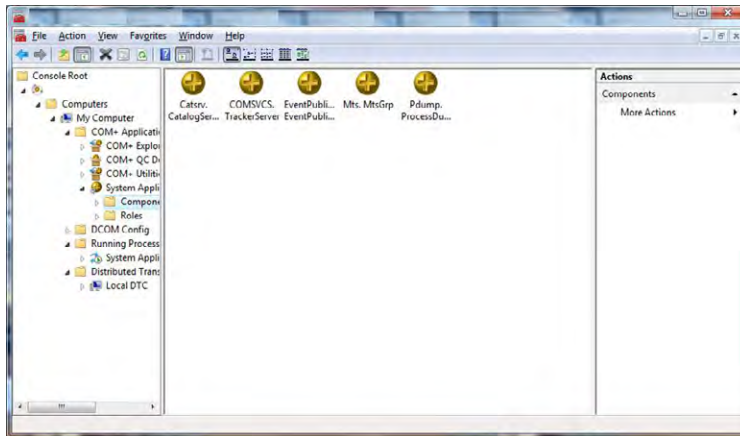 File Action View Favorites Window Help
Console Root
Computers
My Computer
COM+ Applicati
COM+ Explo
COM+ QC D
COM+ Utiliti
System Appli
Compone
Roles
DCOM Config
Running Process
System Appli
Distributed Trans
Local DTC
Catsrv. COMSVCS. EventPubli... Mts. MtsGrp Pdump.
CatalogSer... TrackerServer EventPubli... ProcessDu...
Actions
Components
More Actions